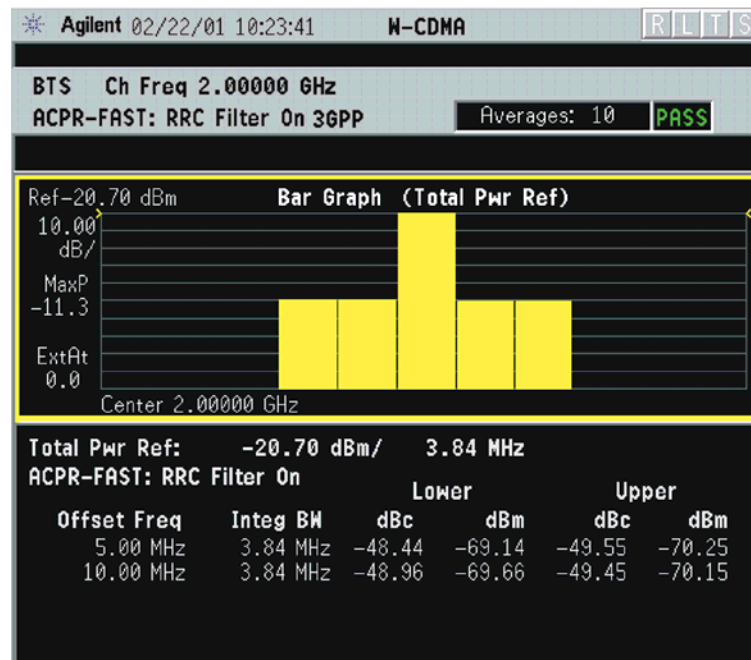 Agilent 02/22/01 10:23:41 W-CDMA R L T S
BTS Ch Freq 2.00000 GHz
ACPR-FAST: RRC Filter On 3GPP Averages: 10 PASS
Ref-20.70 dBm Bar Graph (Total Pwr Ref)
10.00
dB/
MaxP
-11.3
ExtAt
0.0
Center 2.00000 GHz
Total Pwr Ref: -20.70 dBm/ 3.84 MHz
ACPR-FAST: RRC Filter On
Lower Upper
Offset Freq Integ BW dBc dBm dBc dBm
5.00 MHz 3.84 MHz -48.44 -69.14 -49.55 -70.25
10.00 MHz 3.84 MHz -48.96 -69.66 -49.45 -70.15